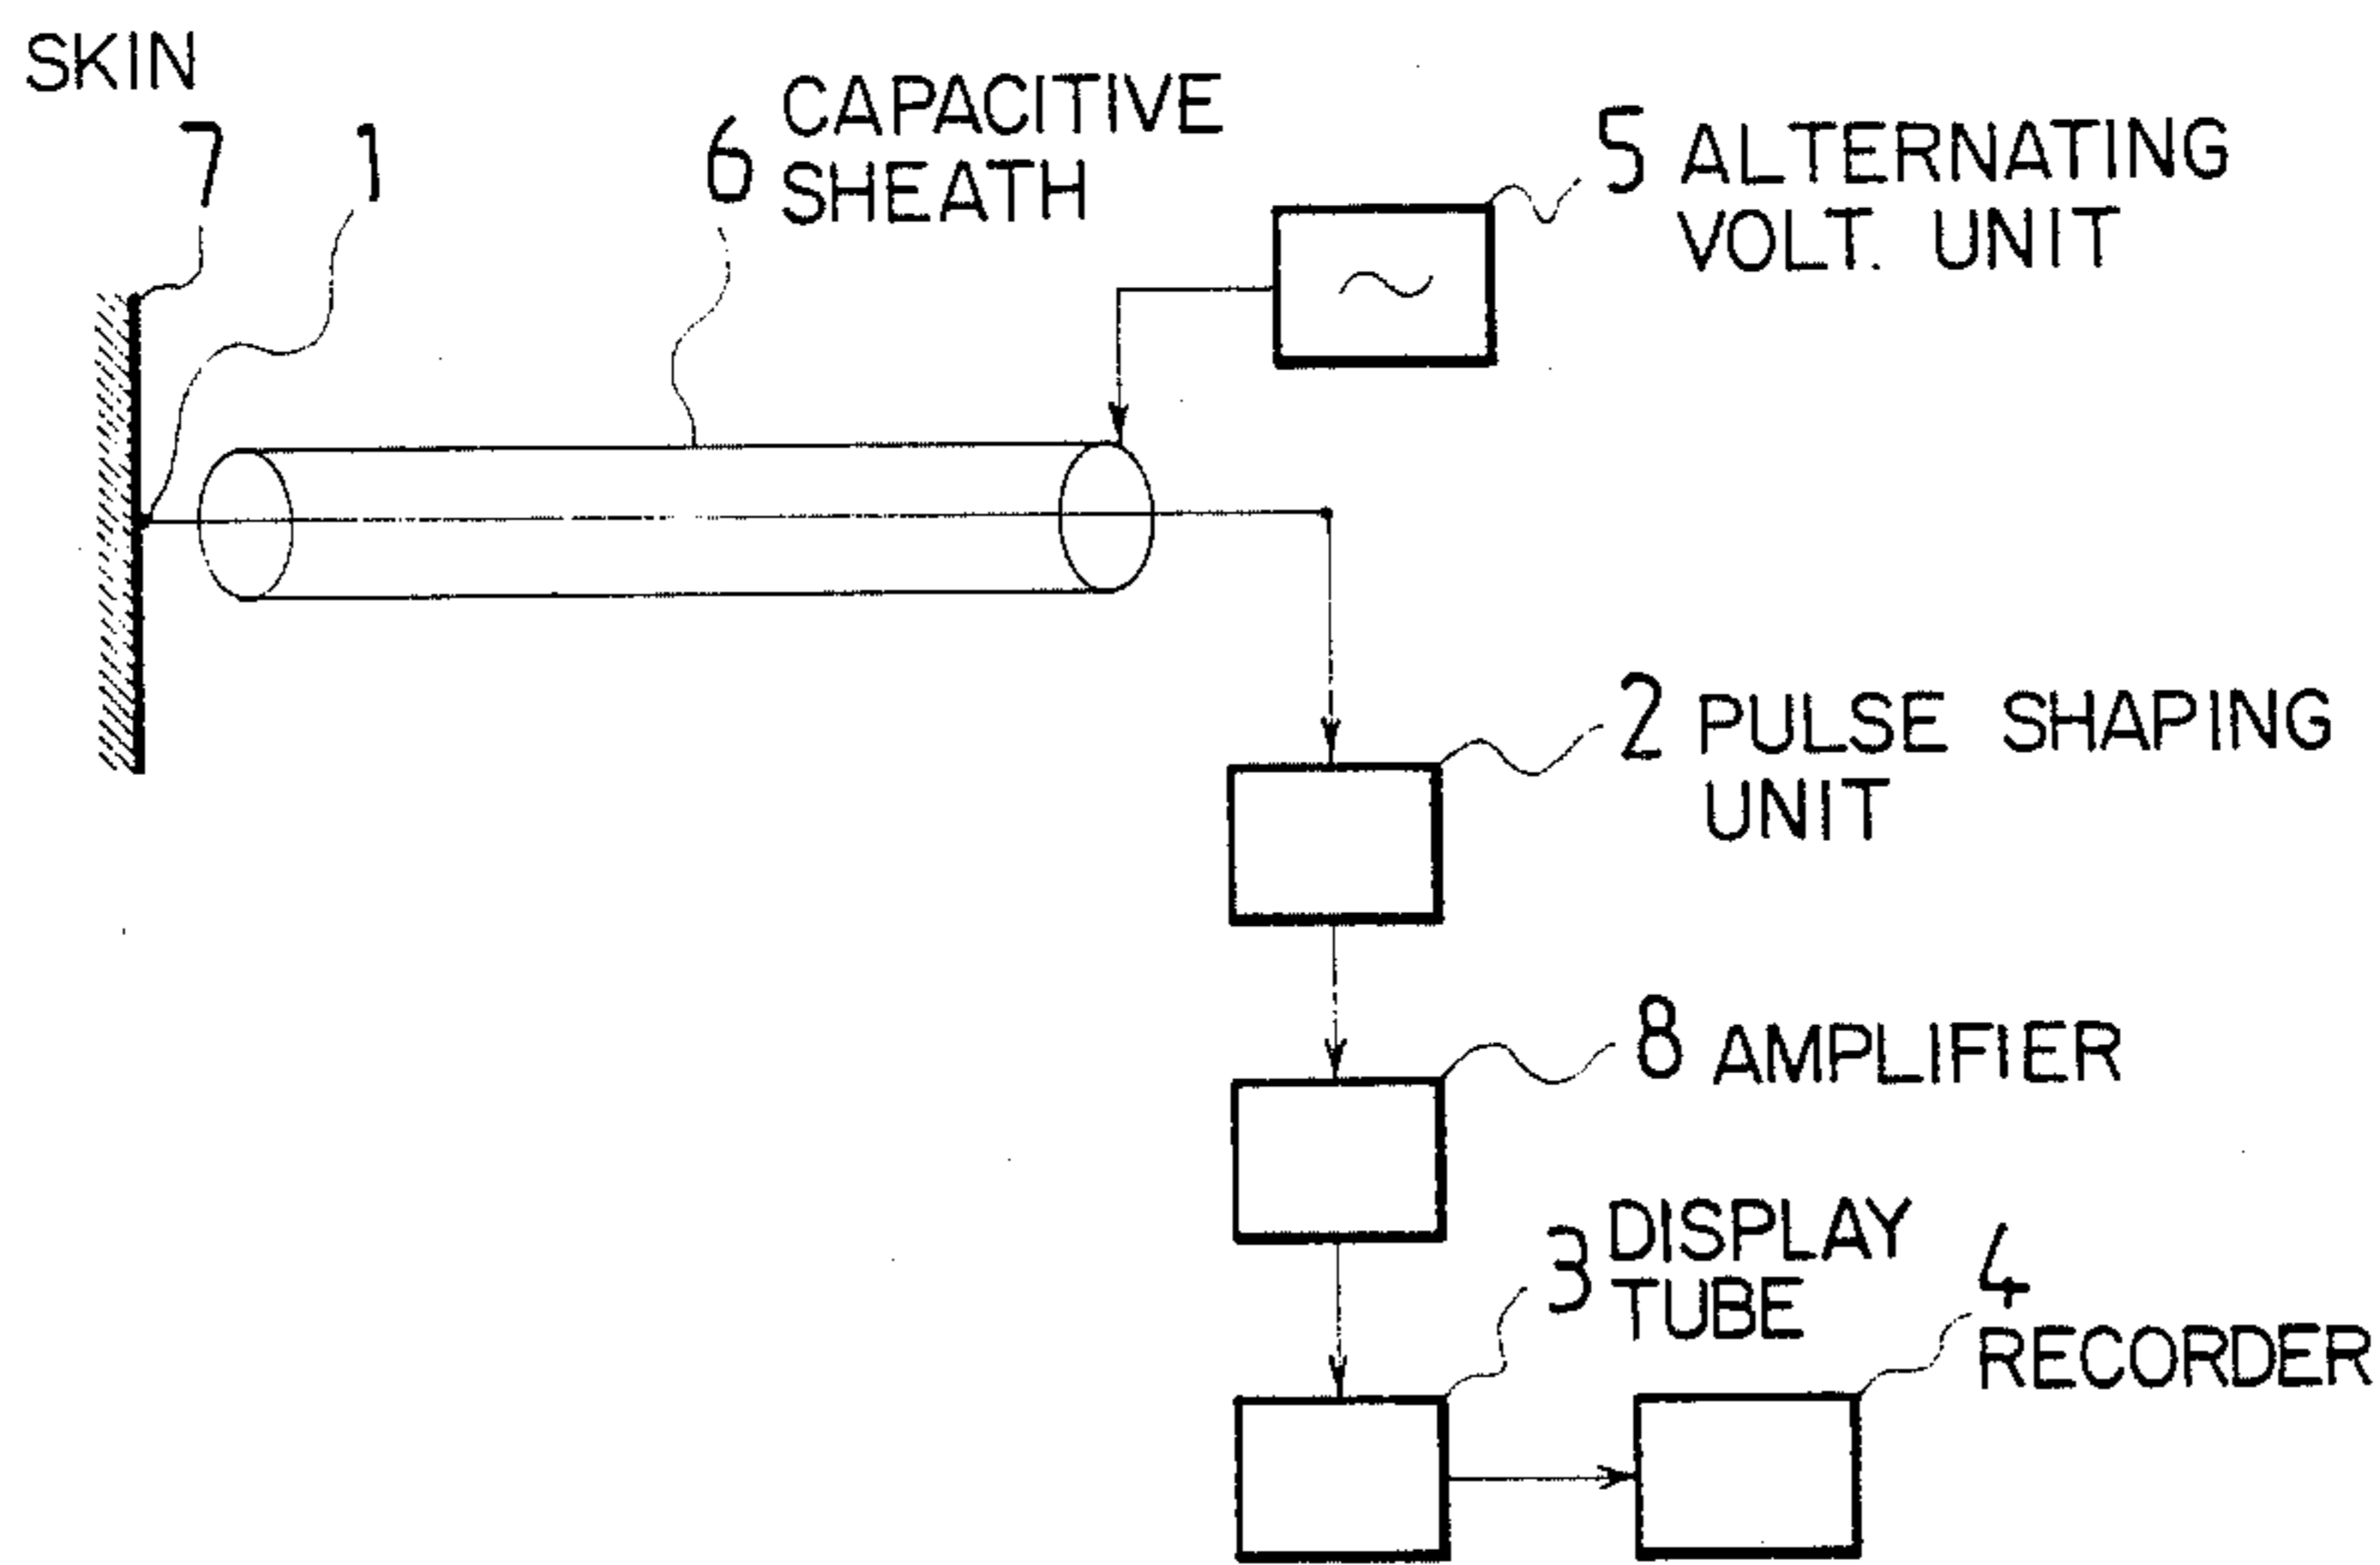 SKIN
7
1
6 CAPACITIVE
SHEATH
5 ALTERNATING
VOLT. UNIT
~
2 PULSE SHAPING
UNIT
8 AMPLIFIER
3 DISPLAY
TUBE
4
RECORDER